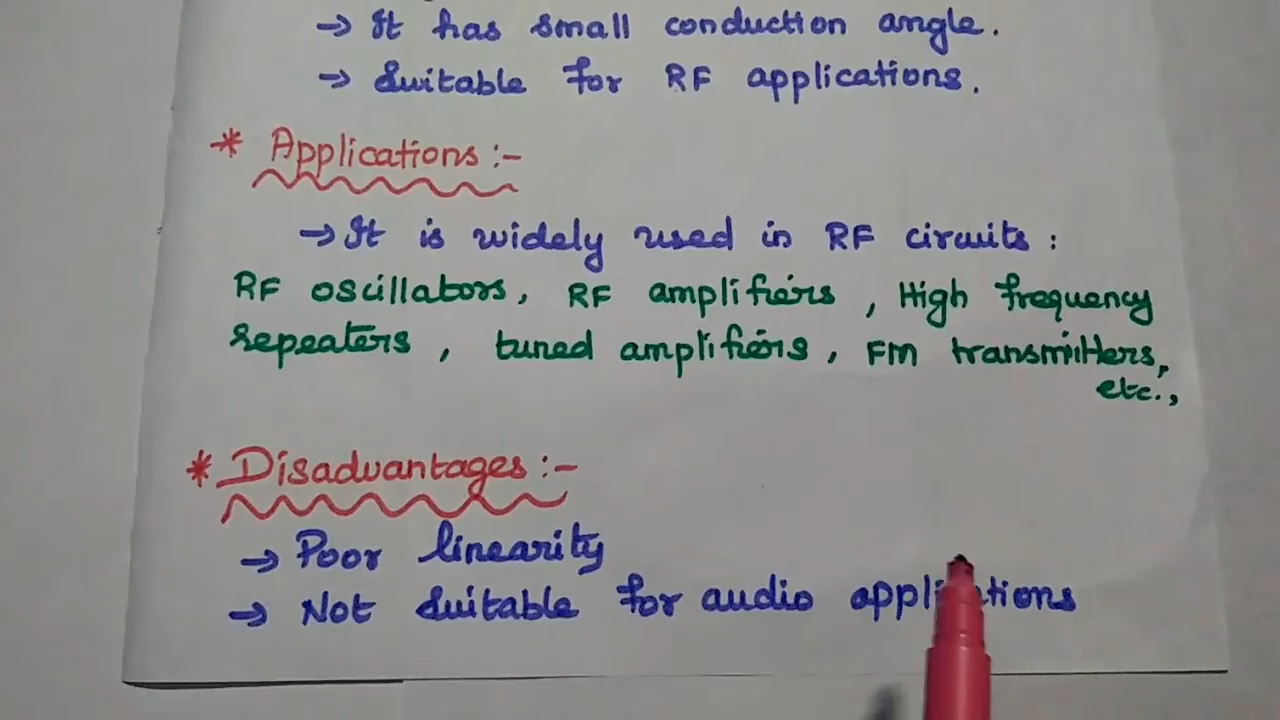 → It has small conduction angle.
→ Suitable for RF applications.
* Applications :-
→ It is widely used in RF circuits :
RF oscillators, RF amplifiers, High frequency
repeaters, tuned amplifiers, FM transmitters,
etc.,
* Disadvantages :-
→ Poor linearity
→ Not suitable for audio applications